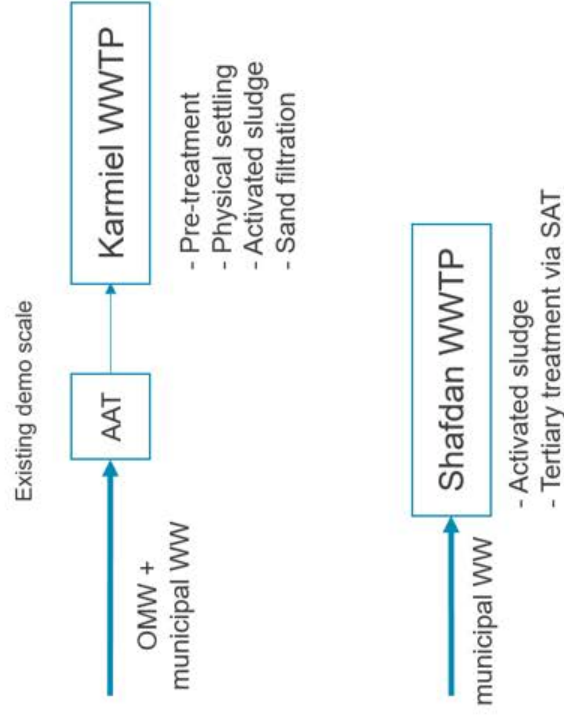 Existing demo scale
OMW +
municipal WW
AAT
Karmiel WWTP
- Pre-treatment
- Physical settling
- Activated sludge
- Sand filtration
municipal WW
Shafdan WWTP
- Activated sludge
- Tertiary treatment via SAT